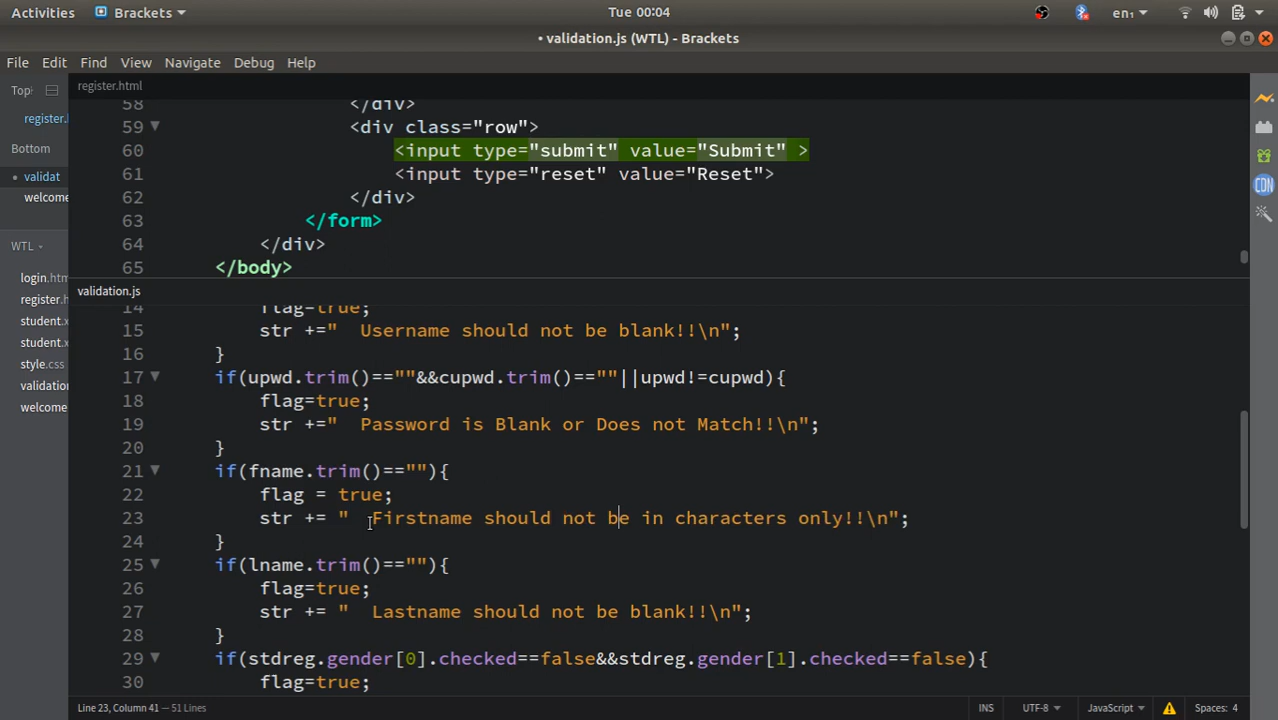 Activities Brackets Tue 00:04 en1
• validation.js (WTL) - Brackets
File Edit Find View Navigate Debug Help
Top
register.h
Bottom
• validat
welcome
WTL
login.htm
register.h
student.x
student.x
style.css
validation
welcome
register.html
58 </div>
59 <div class="row">
60 <input type="submit" value="Submit" >
61 <input type="reset" value="Reset">
62 </div>
63 </form>
64 </div>
65 </body>
validation.js
14 flag=true;
15 str +="  Username should not be blank!!\n";
16 }
17 if(upwd.trim()==""&&cupwd.trim()==""||upwd!=cupwd){
18 flag=true;
19 str +="  Password is Blank or Does not Match!!\n";
20 }
21 if(fname.trim()==""){
22 flag = true;
23 str += "  Firstname should not be in characters only!!\n";
24 }
25 if(lname.trim()==""){
26 flag=true;
27 str += "  Lastname should not be blank!!\n";
28 }
29 if(stdreg.gender[0].checked==false&&stdreg.gender[1].checked==false){
30 flag=true;
Line 23, Column 41 — 51 Lines INS UTF-8 JavaScript Spaces: 4
CDN